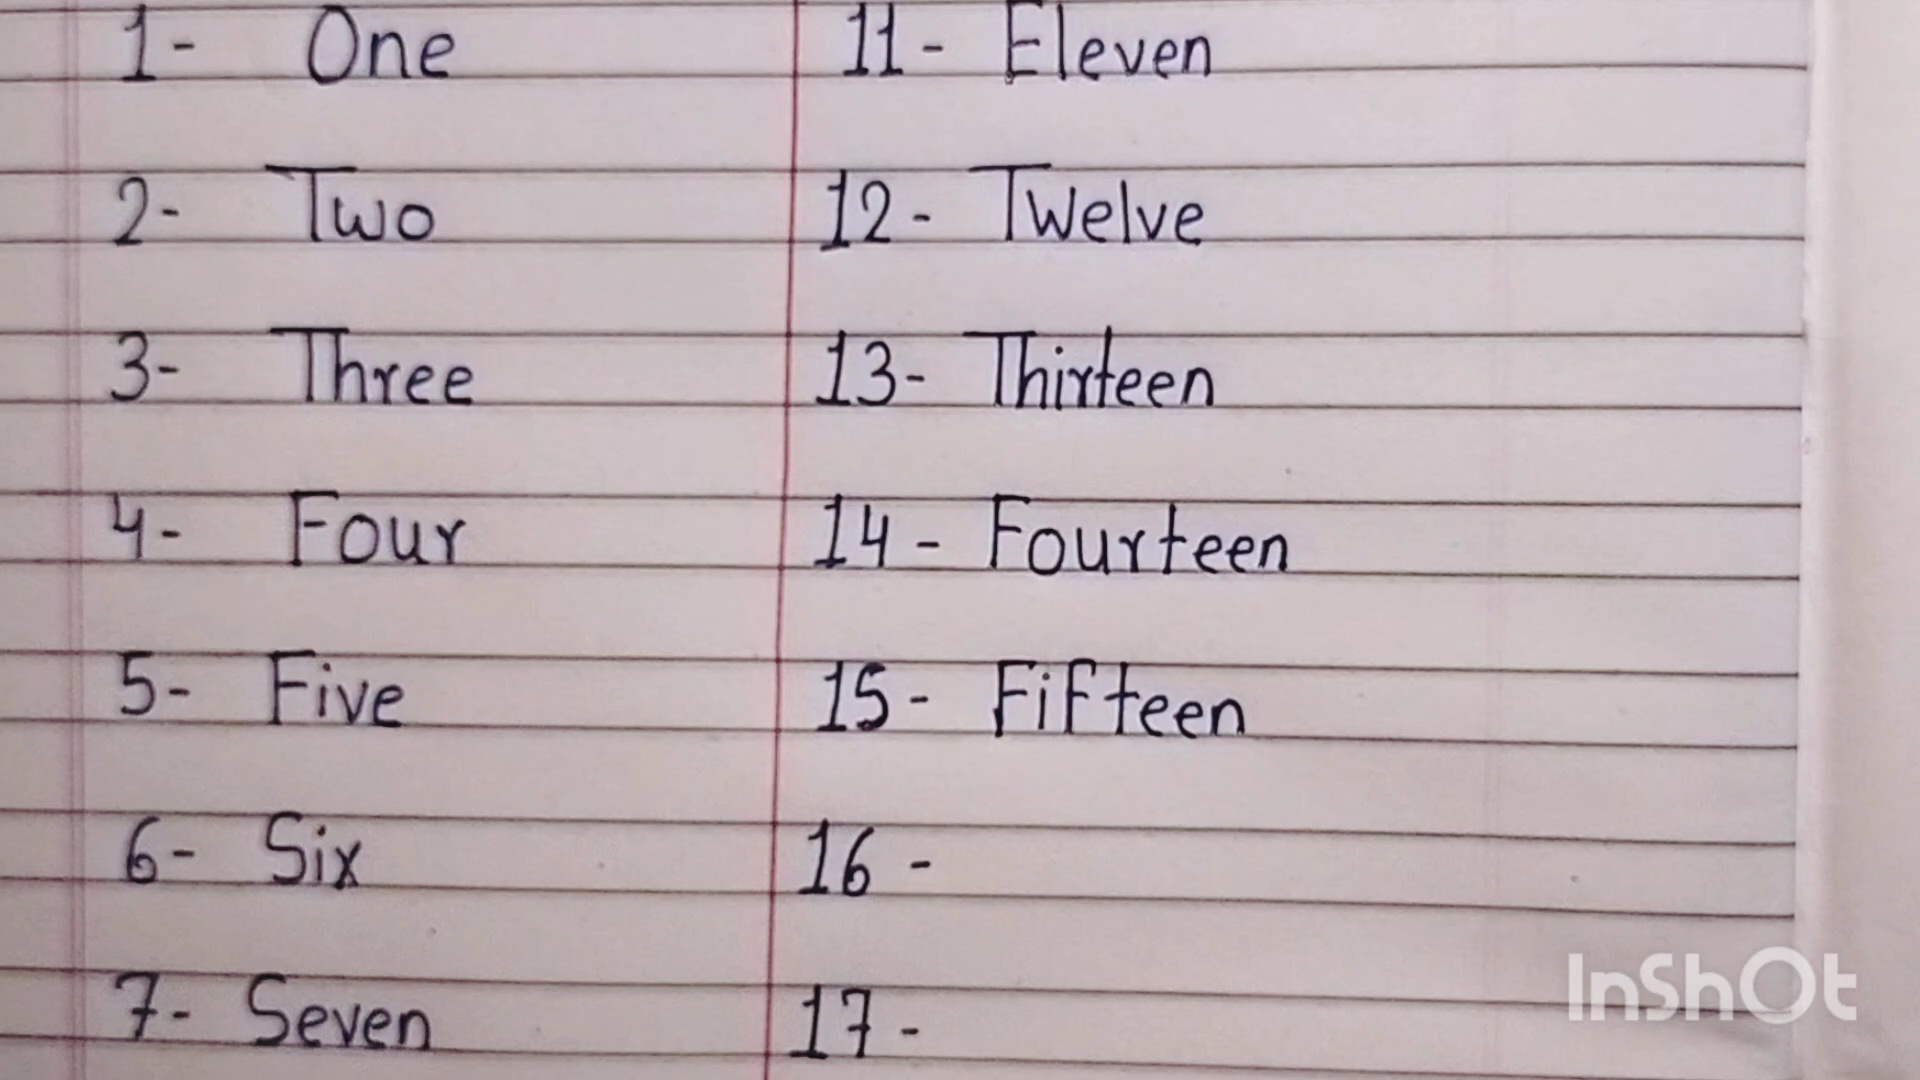 1- One
2- Two
3- Three
4- Four
5- Five
6- Six
7- Seven
11- Eleven
12- Twelve
13- Thirteen
14- Fourteen
15- Fifteen
16-
17-
InShOt